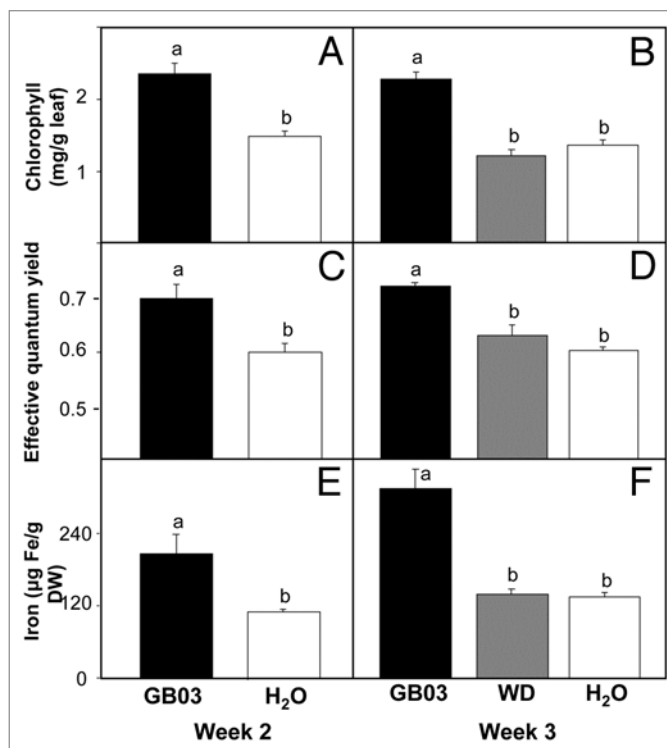 A
B
Chlorophyll
(mg/g leaf)
2
1
a
b
a
b
b
C
D
Effective quantum yield
0.7
0.6
0.5
a
b
a
b
b
E
F
Iron (µg Fe/g
DW)
240
120
0
a
b
a
b
b
GB03 H₂O GB03 WD H₂O
Week 2 Week 3